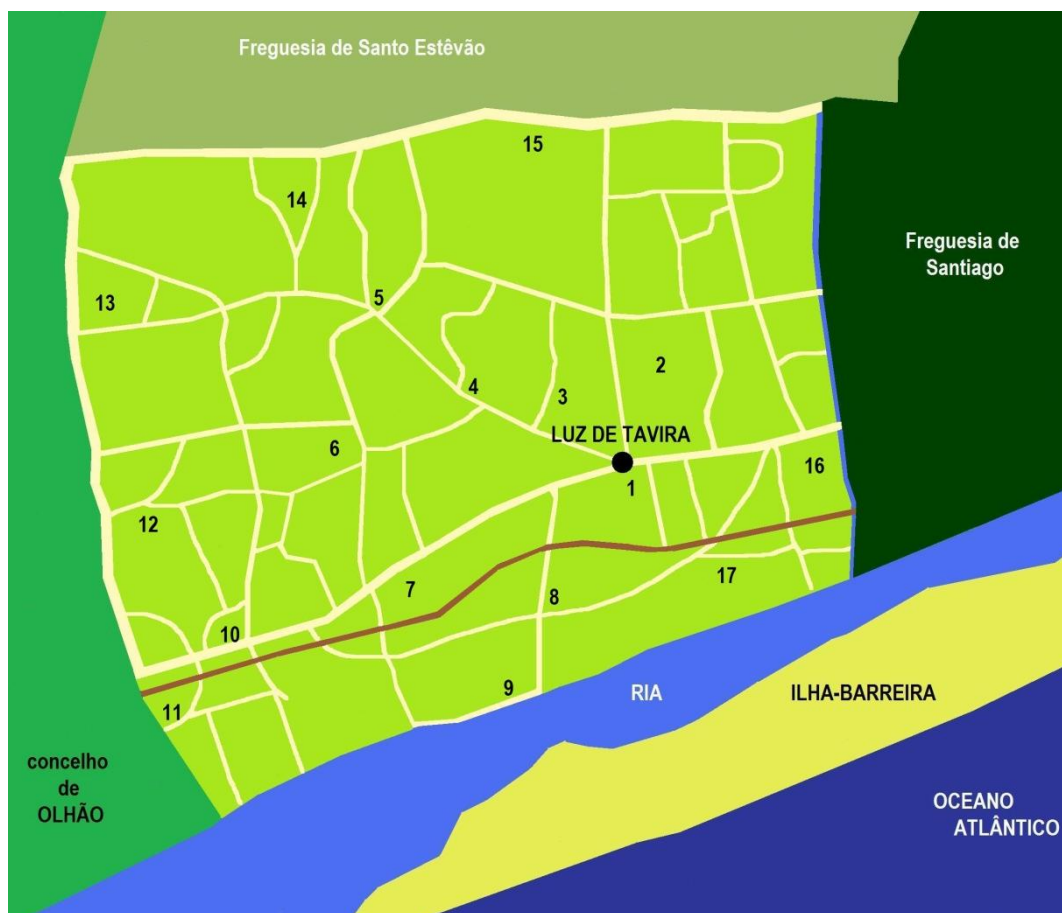 Freguesia de Santo Estêvão
15
14
Freguesia de
Santiago
13
5
2
4
3
LUZ DE TAVIRA
6
16
1
12
17
7
8
10
9
RIA
ILHA-BARREIRA
11
concelho
de
OLHÃO
OCEANO
ATLÂNTICO